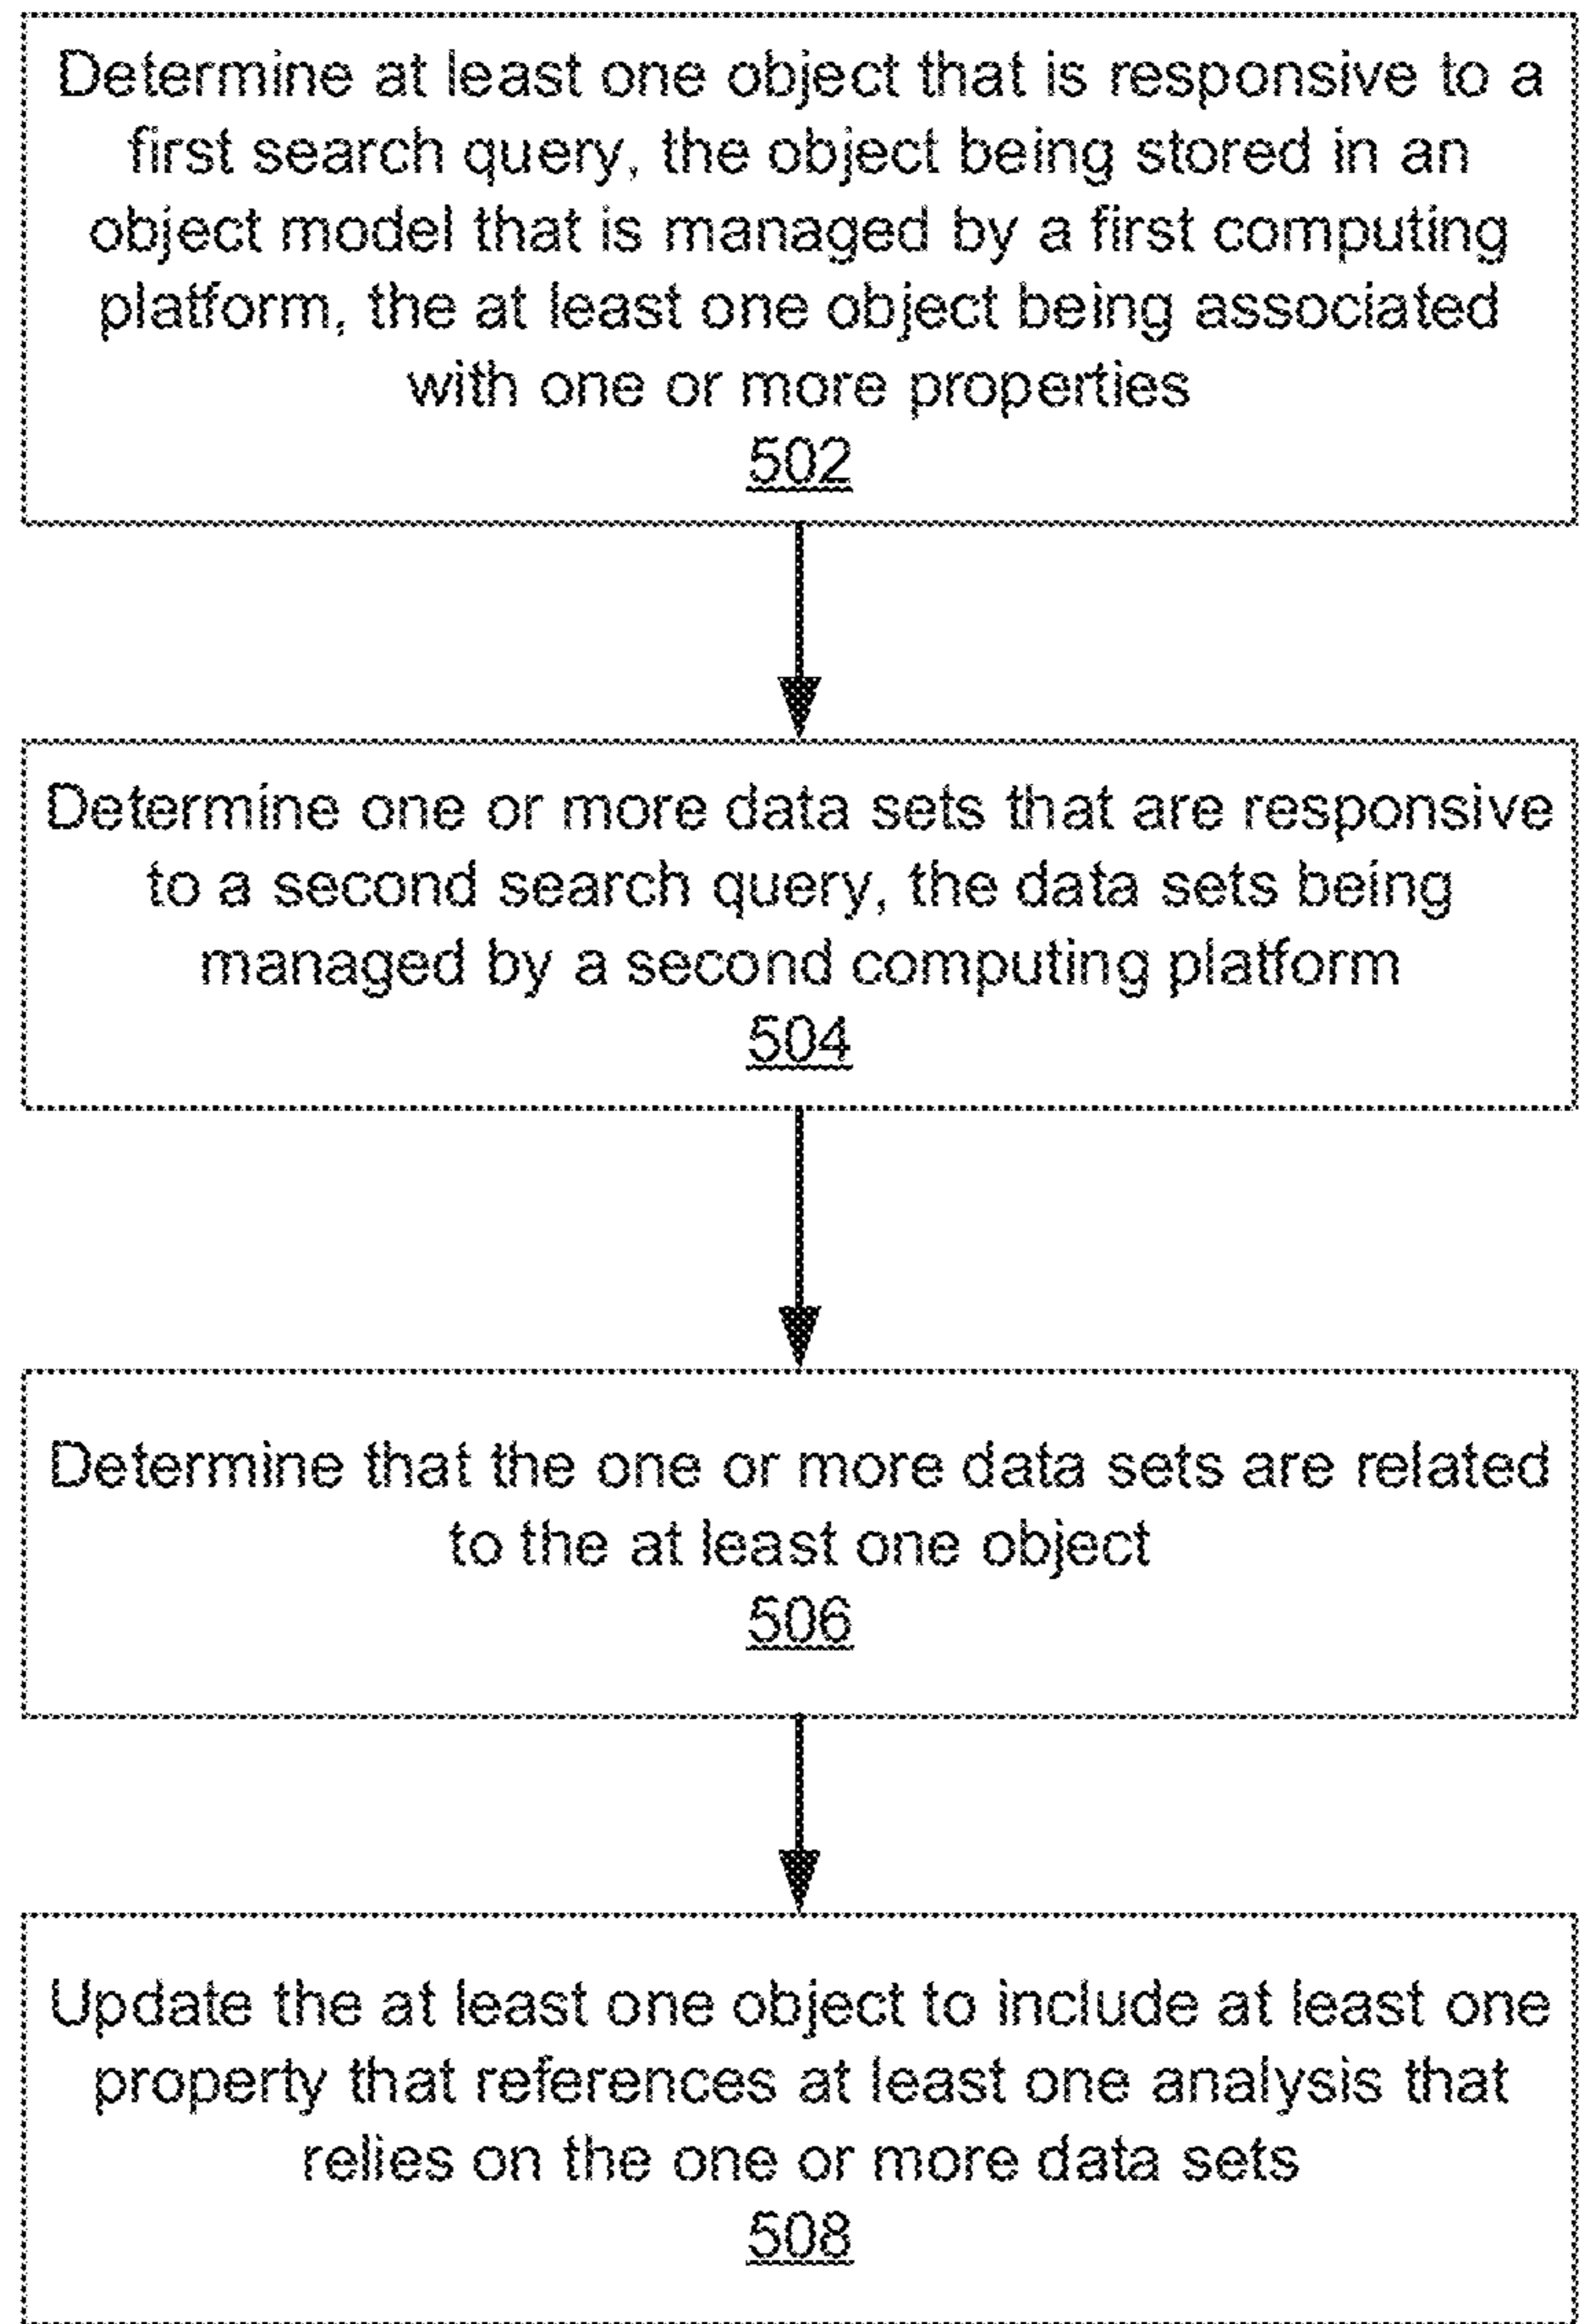 Determine at least one object that is responsive to a
first search query, the object being stored in an
object model that is managed by a first computing
platform, the at least one object being associated
with one or more properties
502
Determine one or more data sets that are responsive
to a second search query, the data sets being
managed by a second computing platform
504
Determine that the one or more data sets are related
to the at least one object
506
Update the at least one object to include at least one
property that references at least one analysis that
relies on the one or more data sets
508